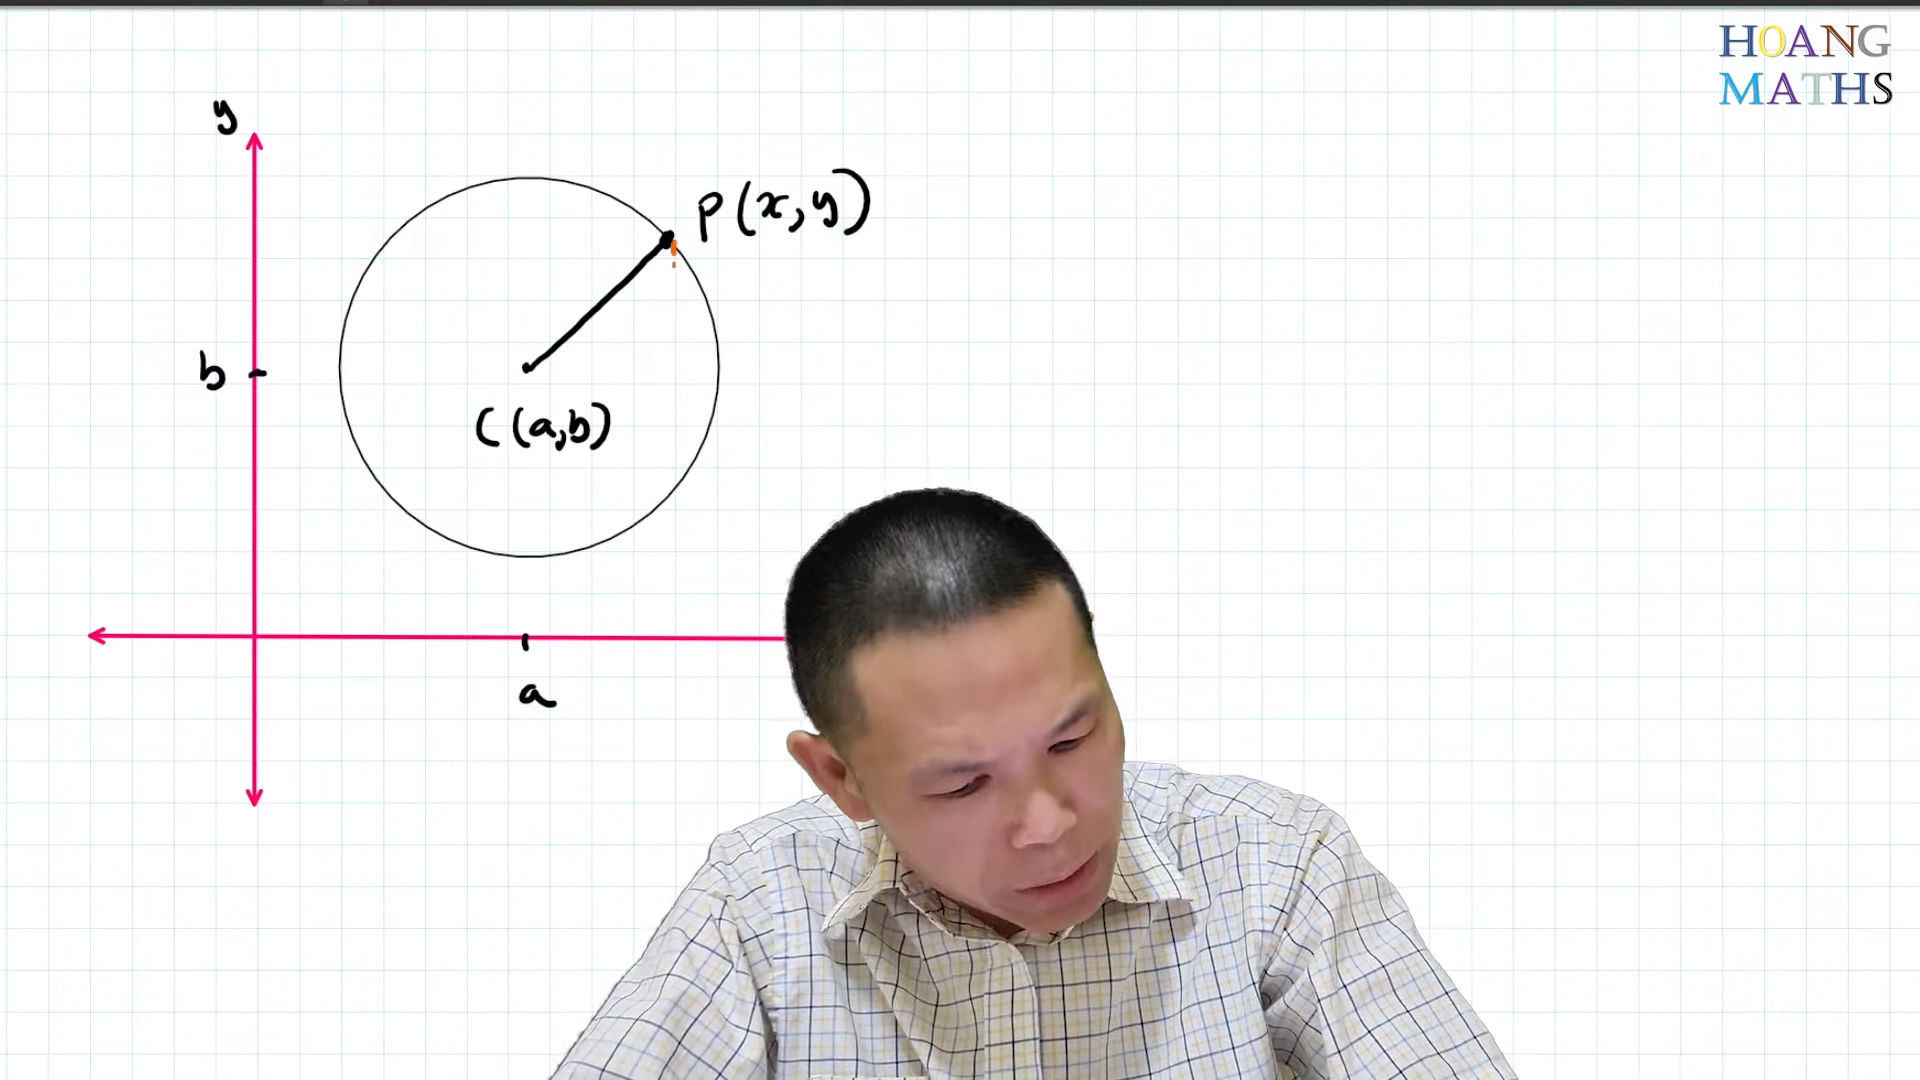 HOANG
MATHS
y
P(x,y)
b
C(a,b)
a